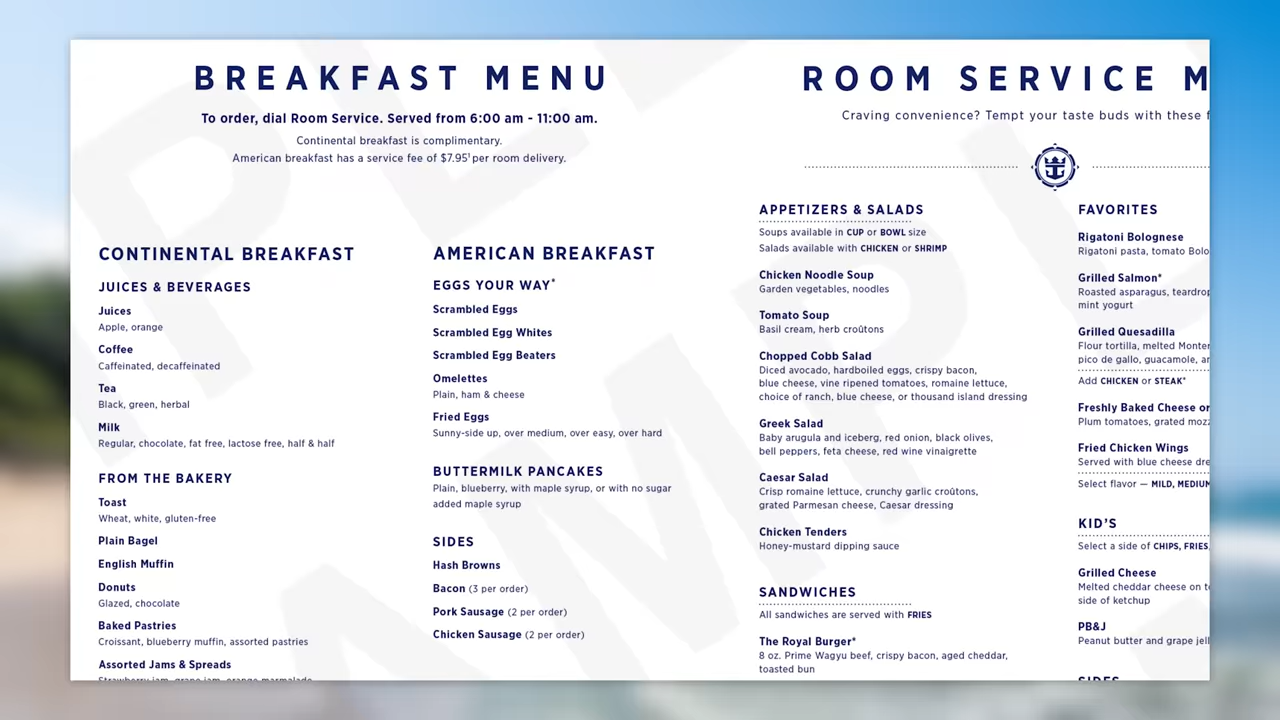 BREAKFAST MENU
To order, dial Room Service. Served from 6:00 am - 11:00 am.
Continental breakfast is complimentary.
American breakfast has a service fee of $7.95¹ per room delivery.
CONTINENTAL BREAKFAST
JUICES & BEVERAGES
Juices
Apple, orange
Coffee
Caffeinated, decaffeinated
Tea
Black, green, herbal
Milk
Regular, chocolate, fat free, lactose free, half & half
FROM THE BAKERY
Toast
Wheat, white, gluten-free
Plain Bagel
English Muffin
Donuts
Glazed, chocolate
Baked Pastries
Croissant, blueberry muffin, assorted pastries
Assorted Jams & Spreads
Strawberry jam, grape jam, orange marmalade
AMERICAN BREAKFAST
EGGS YOUR WAY*
Scrambled Eggs
Scrambled Egg Whites
Scrambled Egg Beaters
Omelettes
Plain, ham & cheese
Fried Eggs
Sunny-side up, over medium, over easy, over hard
BUTTERMILK PANCAKES
Plain, blueberry, with maple syrup, or with no sugar
added maple syrup
SIDES
Hash Browns
Bacon (3 per order)
Pork Sausage (2 per order)
Chicken Sausage (2 per order)
ROOM SERVICE M
Craving convenience? Tempt your taste buds with these f
APPETIZERS & SALADS
Soups available in CUP or BOWL size
Salads available with CHICKEN or SHRIMP
Chicken Noodle Soup
Garden vegetables, noodles
Tomato Soup
Basil cream, herb croûtons
Chopped Cobb Salad
Diced avocado, hardboiled eggs, crispy bacon,
blue cheese, vine ripened tomatoes, romaine lettuce,
choice of ranch, blue cheese, or thousand island dressing
Greek Salad
Baby arugula and iceberg, red onion, black olives,
bell peppers, feta cheese, red wine vinaigrette
Caesar Salad
Crisp romaine lettuce, crunchy garlic croûtons,
grated Parmesan cheese, Caesar dressing
Chicken Tenders
Honey-mustard dipping sauce
SANDWICHES
All sandwiches are served with FRIES
The Royal Burger*
8 oz. Prime Wagyu beef, crispy bacon, aged cheddar,
toasted bun
FAVORITES
Rigatoni Bolognese
Rigatoni pasta, tomato Bolo
Grilled Salmon*
Roasted asparagus, teardrop
mint yogurt
Grilled Quesadilla
Flour tortilla, melted Monter
pico de gallo, guacamole, ar
Add CHICKEN or STEAK*
Freshly Baked Cheese or
Plum tomatoes, grated mozz
Fried Chicken Wings
Served with blue cheese dre
Select flavor — MILD, MEDIUM
KID'S
Select a side of CHIPS, FRIES,
Grilled Cheese
Melted cheddar cheese on t
side of ketchup
PB&J
Peanut butter and grape jell
SIDES